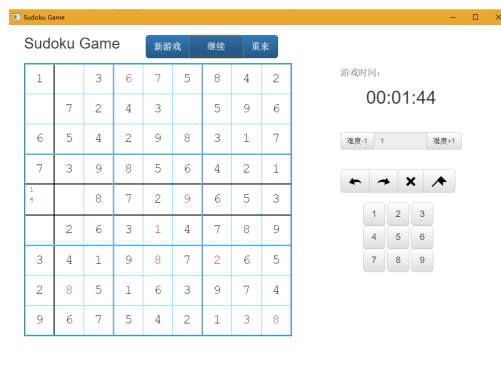 Sudoku Game
Sudoku Game
新游戏 继续 重来
游戏时间:
00:01:44
难度-1 1 难度+1
1 3 6 7 5 8 4 2
7 2 4 3 5 9 6
6 5 4 2 9 8 3 1 7
7 3 9 8 5 6 4 2 1
1
4
8 7 2 9 6 5 3
2 6 3 1 4 7 8 9
3 4 1 9 8 7 2 6 5
2 8 5 1 6 3 9 7 4
9 6 7 5 4 2 1 3 8
1 2 3
4 5 6
7 8 9